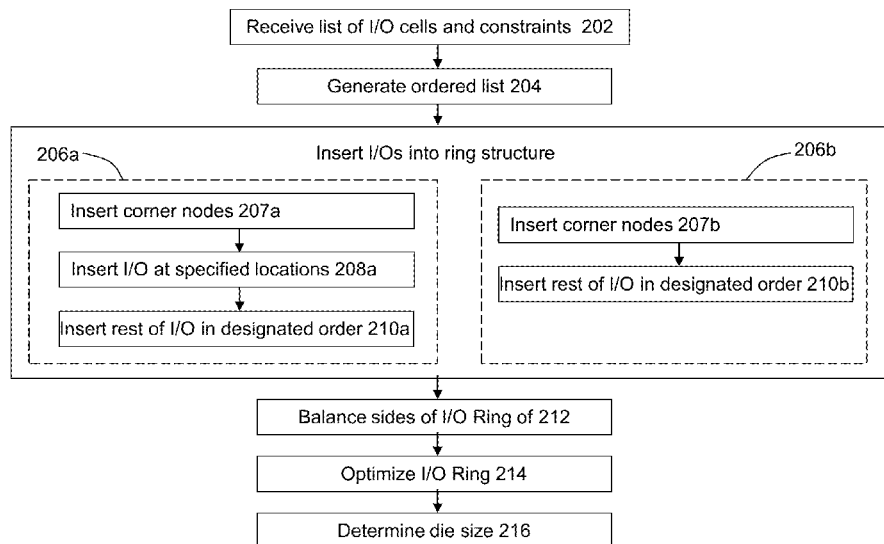 Receive list of I/O cells and constraints 202
Generate ordered list 204
Insert I/Os into ring structure
206a
206b
Insert corner nodes 207a
Insert I/O at specified locations 208a
Insert rest of I/O in designated order 210a
Insert corner nodes 207b
Insert rest of I/O in designated order 210b
Balance sides of I/O Ring of 212
Optimize I/O Ring 214
Determine die size 216